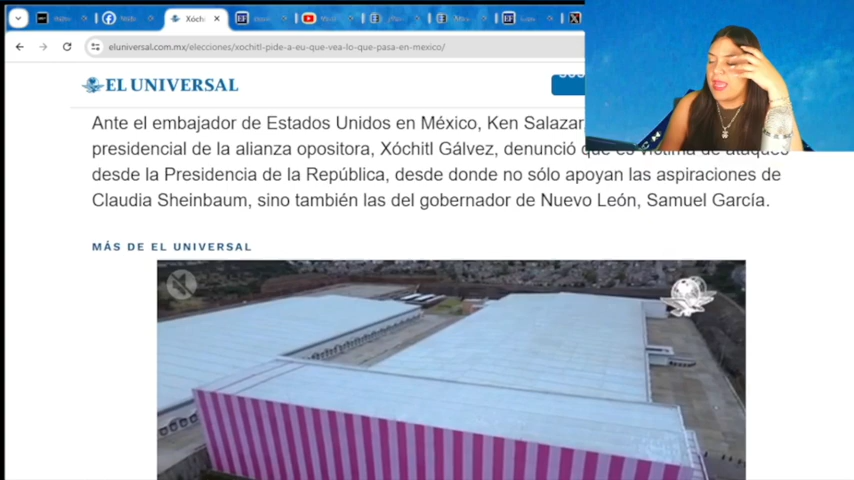 Xóchi
eluniversal.com.mx/elecciones/xochitl-pide-a-eu-que-vea-lo-que-pasa-en-mexico/
EL UNIVERSAL
Ante el embajador de Estados Unidos en México, Ken Salazar,
presidencial de la alianza opositora, Xóchitl Gálvez, denunció que es víctima de ataques
desde la Presidencia de la República, desde donde no sólo apoyan las aspiraciones de
Claudia Sheinbaum, sino también las del gobernador de Nuevo León, Samuel García.
MÁS DE EL UNIVERSAL